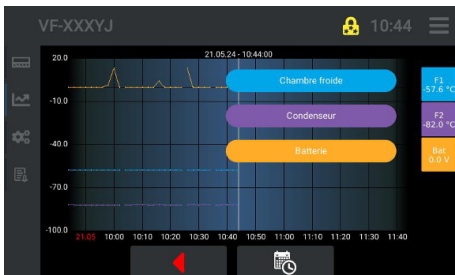 VF-XXXYJ
10:44
21.05.24 - 10:44:00
20.0
-10.0
-40.0
-70.0
-100.0
Chambre froide
Condenseur
Batterie
F1
-57.6 °C
F2
-82.0 °C
Bat
0.0 V
21.05 10:00 10:10 10:20 10:30 10:40 10:50 11:00 11:10 11:20 11:30 11:40